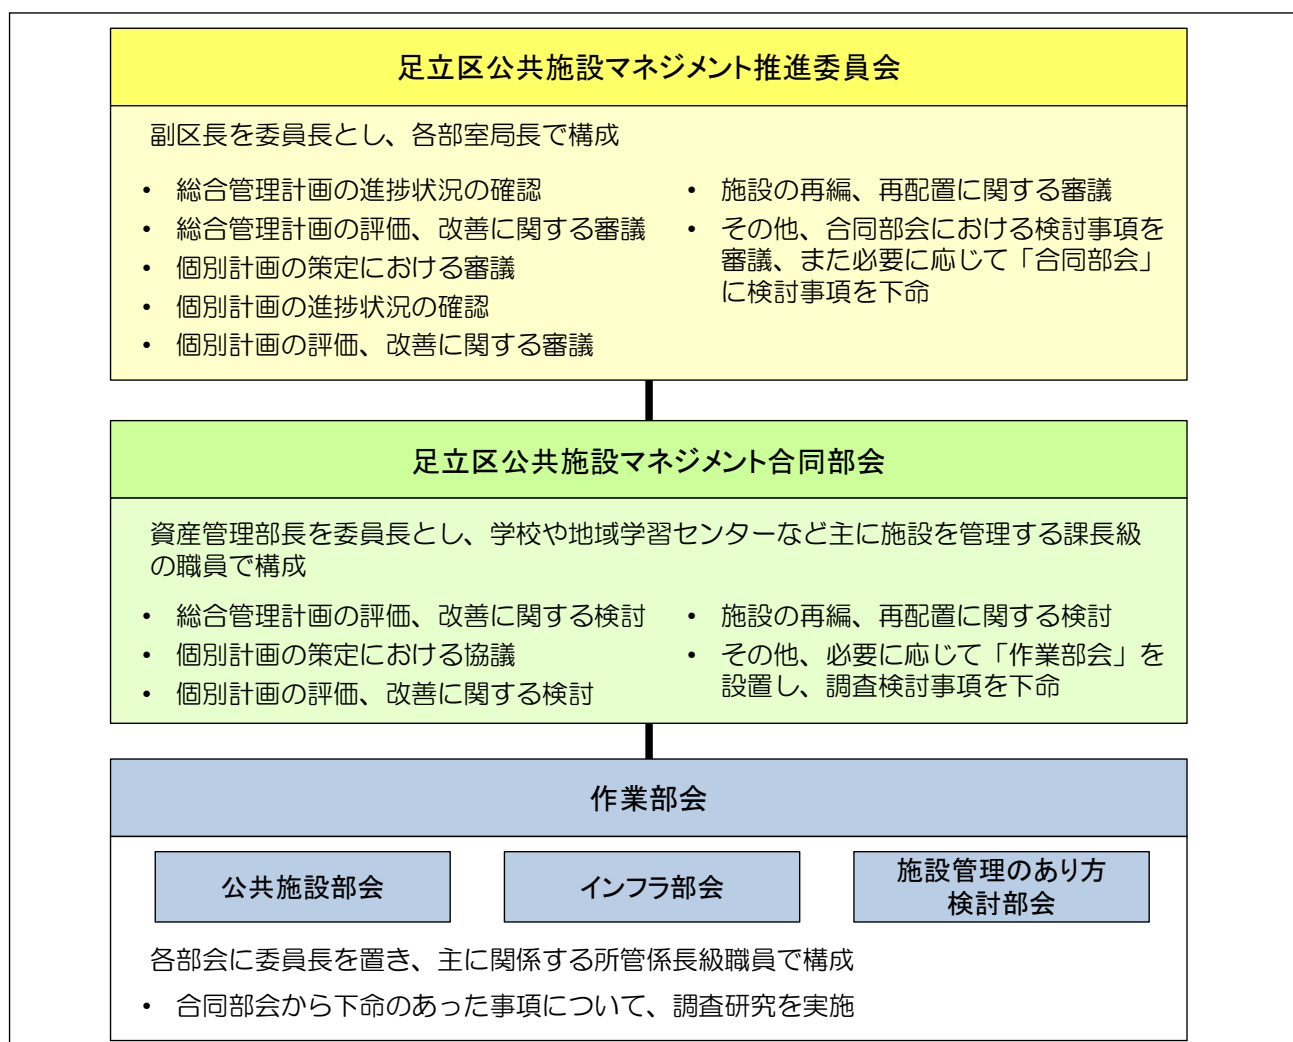 足立区公共施設マネジメント推進委員会
副区長を委員長とし、各部室局長で構成
• 総合管理計画の進捗状況の確認
• 総合管理計画の評価、改善に関する審議
• 個別計画の策定における審議
• 個別計画の進捗状況の確認
• 個別計画の評価、改善に関する審議
• 施設の再編、再配置に関する審議
• その他、合同部会における検討事項を
審議、また必要に応じて「合同部会」
に検討事項を下命
足立区公共施設マネジメント合同部会
資産管理部長を委員長とし、学校や地域学習センターなど主に施設を管理する課長級
の職員で構成
• 総合管理計画の評価、改善に関する検討
• 個別計画の策定における協議
• 個別計画の評価、改善に関する検討
• 施設の再編、再配置に関する検討
• その他、必要に応じて「作業部会」を
設置し、調査検討事項を下命
作業部会
公共施設部会
インフラ部会
施設管理のあり方
検討部会
各部会に委員長を置き、主に関係する所管係長級職員で構成
• 合同部会から下命のあった事項について、調査研究を実施